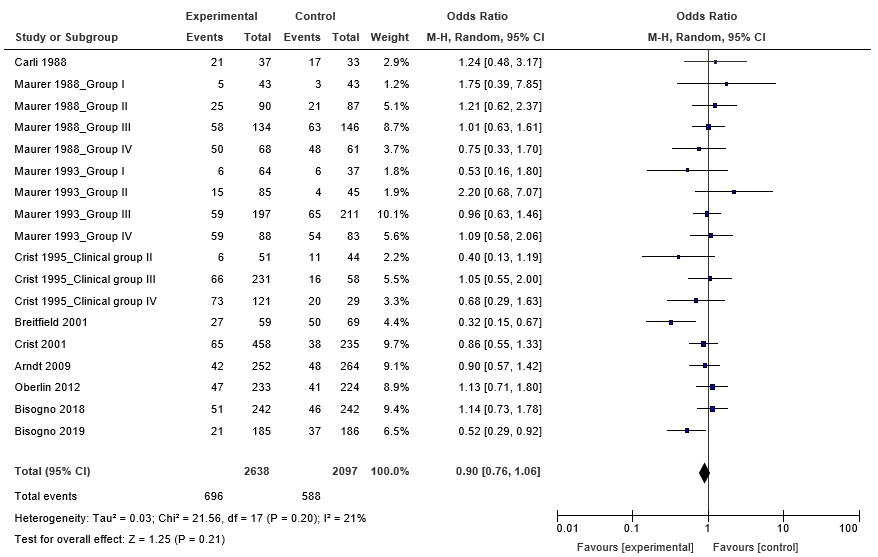 Experimental Control Odds Ratio Odds Ratio
Study or Subgroup Events Total Events Total Weight M-H, Random, 95% CI M-H, Random, 95% CI
Carli 1988 21 37 17 33 2.9% 1.24 [0.48, 3.17]
Maurer 1988_Group I 5 43 3 43 1.2% 1.75 [0.39, 7.85]
Maurer 1988_Group II 25 90 21 87 5.1% 1.21 [0.62, 2.37]
Maurer 1988_Group III 58 134 63 146 8.7% 1.01 [0.63, 1.61]
Maurer 1988_Group IV 50 68 48 61 3.7% 0.75 [0.33, 1.70]
Maurer 1993_Group I 6 64 6 37 1.8% 0.53 [0.16, 1.80]
Maurer 1993_Group II 15 85 4 45 1.9% 2.20 [0.68, 7.07]
Maurer 1993_Group III 59 197 65 211 10.1% 0.96 [0.63, 1.46]
Maurer 1993_Group IV 59 88 54 83 5.6% 1.09 [0.58, 2.06]
Crist 1995_Clinical group II 6 51 11 44 2.2% 0.40 [0.13, 1.19]
Crist 1995_Clinical group III 66 231 16 58 5.5% 1.05 [0.55, 2.00]
Crist 1995_Clinical group IV 73 121 20 29 3.3% 0.68 [0.29, 1.63]
Breitfield 2001 27 59 50 69 4.4% 0.32 [0.15, 0.67]
Crist 2001 65 458 38 235 9.7% 0.86 [0.55, 1.33]
Arndt 2009 42 252 48 264 9.1% 0.90 [0.57, 1.42]
Oberlin 2012 47 233 41 224 8.9% 1.13 [0.71, 1.80]
Bisogno 2018 51 242 46 242 9.4% 1.14 [0.73, 1.78]
Bisogno 2019 21 185 37 186 6.5% 0.52 [0.29, 0.92]
Total (95% CI) 2638 2097 100.0% 0.90 [0.76, 1.06]
Total events 696 588
Heterogeneity: Tau² = 0.03; Chi² = 21.56, df = 17 (P = 0.20); I² = 21%
Test for overall effect: Z = 1.25 (P = 0.21)
0.01 0.1 1 10 100
Favours [experimental] Favours [control]